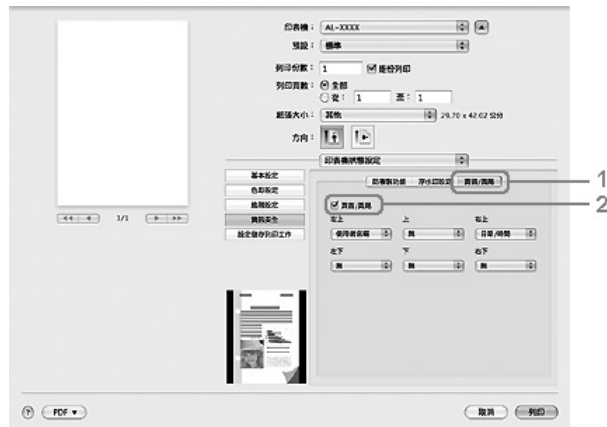 印表機： AL-XXXX
預設： 標準
列印份數： 1 逐份列印
列印頁數： 全部
從： 1 至： 1
紙張大小： 其他 29.70 x 42.02 公分
方向：
印表機狀態設定
基本設定
色彩設定
進階設定
資訊安全
設定儲存列印工作
防複製功能 浮水印設定 頁首/頁尾
1
頁首/頁尾
2
左上 上 右上
使用者名稱 無 日期/時間
左下 下 右下
無 無 無
1/1
? PDF ▼ 取消 列印